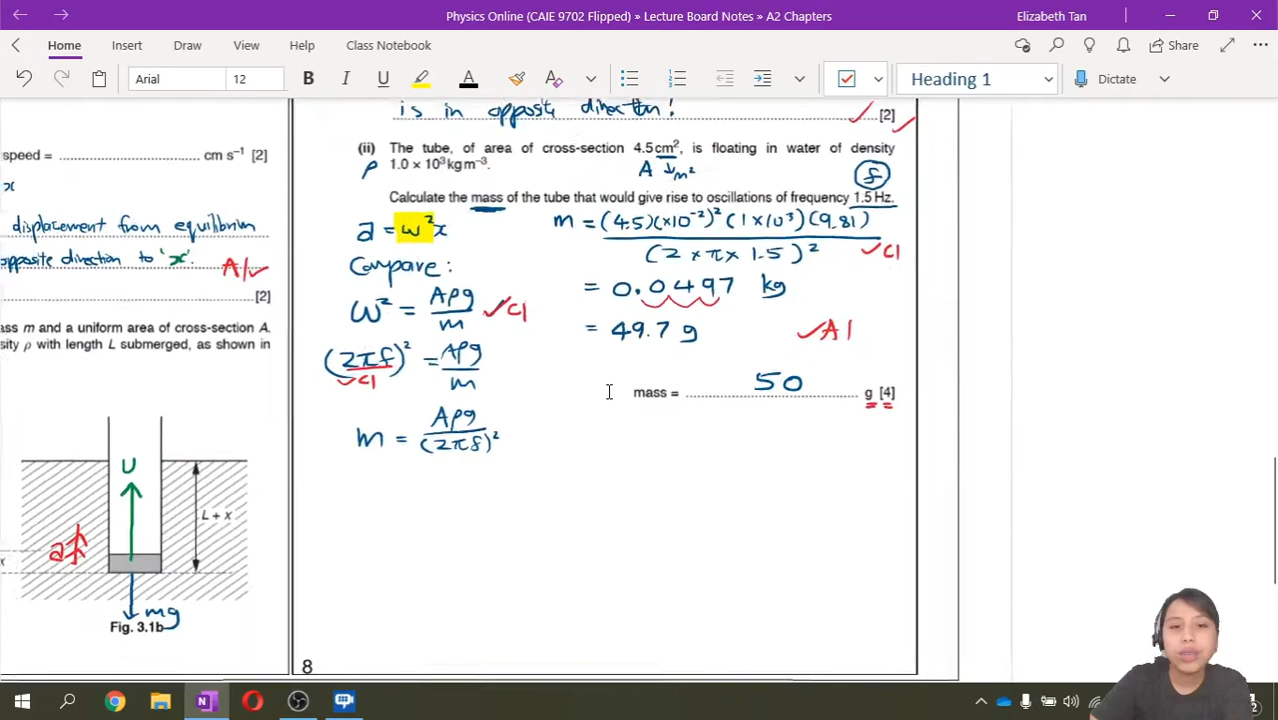 Physics Online (CAIE 9702 Flipped) » Lecture Board Notes » A2 Chapters
Elizabeth Tan
Home Insert Draw View Help Class Notebook
Share
Arial 12 B I U A Heading 1 Dictate
is in opposite direction! [2]
speed = cm s⁻¹ [2]
x
displacement from equilibrium
opposite direction to 'x'. A1✓
[2]
ass m and a uniform area of cross-section A.
sity ρ with length L submerged, as shown in
U
L + x
x
a
mg
Fig. 3.1b
(ii) The tube, of area of cross-section 4.5 cm², is floating in water of density
1.0 × 10³ kg m⁻³.
ρ A ↓ m² f
Calculate the mass of the tube that would give rise to oscillations of frequency 1.5 Hz.
a = ω²x
Compare:
ω² = Aρg/m ✓C1
(2πf)² = Aρg/m
✓C1
m = Aρg/(2πf)²
m = (4.5)(×10⁻²)²(1×10³)(9.81)
(2×π×1.5)² ✓C1
= 0.0497 kg
= 49.7 g ✓A1
mass = 50 g [4]
8